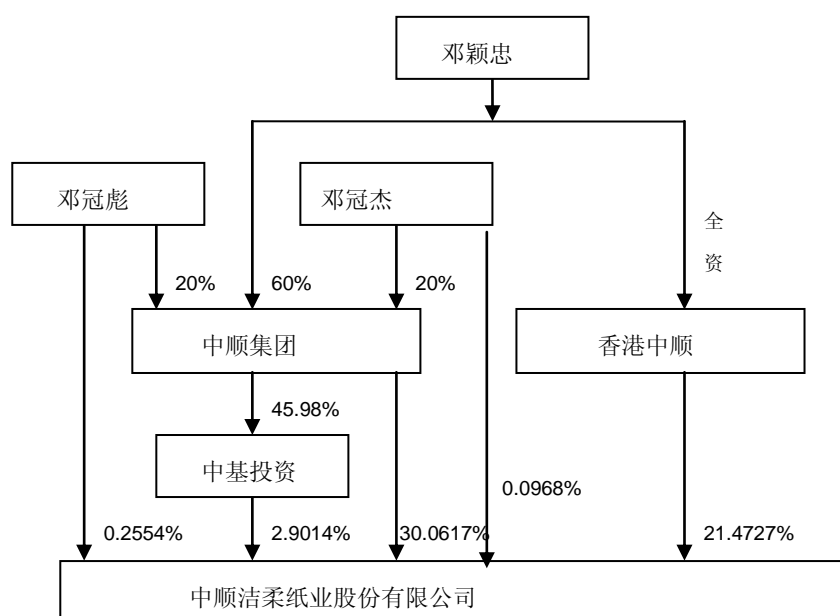 邓颖忠
邓冠彪
邓冠杰
全
资
20%
60%
20%
中顺集团
香港中顺
45.98%
中基投资
0.0968%
0.2554%
2.9014%
30.0617%
21.4727%
中顺洁柔纸业股份有限公司